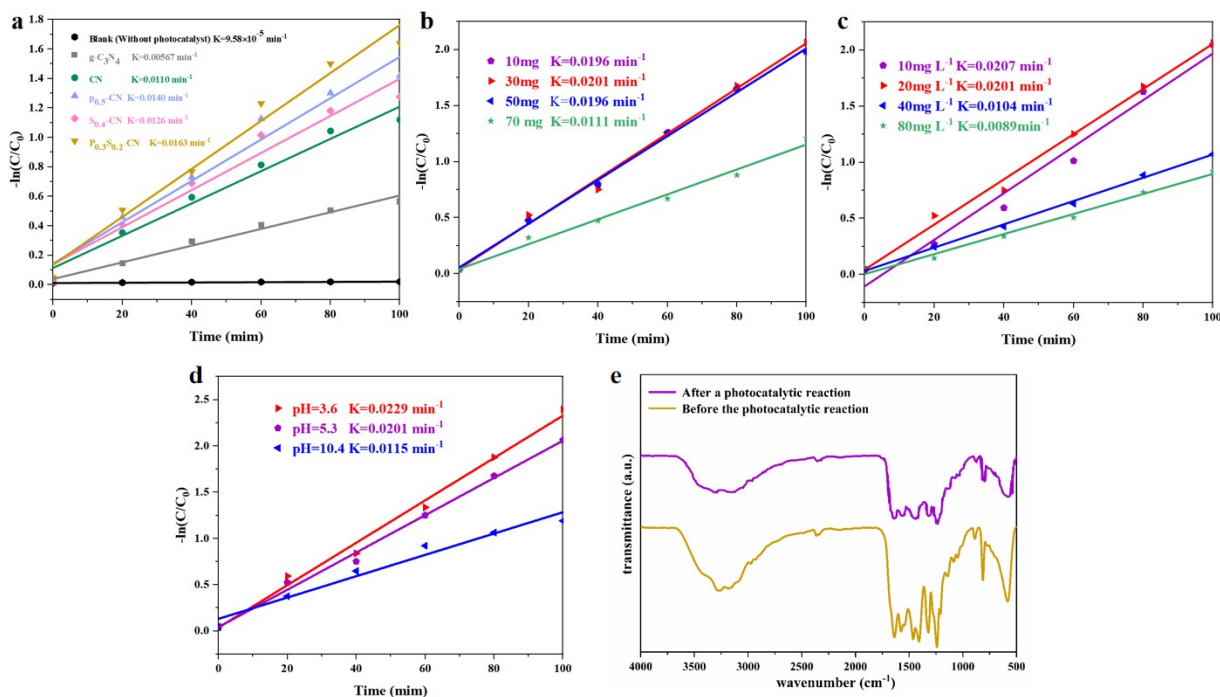 a
-ln(C/C₀)
1.8
1.6
1.4
1.2
1.0
0.8
0.6
0.4
0.2
0.0
Blank (Without photocatalyst) K=9.58×10⁻⁵ min⁻¹
g-C₃N₄ K=0.00567 min⁻¹
CN K=0.0110 min⁻¹
p₀.₅-CN K=0.0140 min⁻¹
S₀.₄-CN K=0.0126 min⁻¹
P₀.₃S₀.₂-CN K=0.0163 min⁻¹
0 20 40 60 80 100
Time (mim)
b
-ln(C/C₀)
2.0
1.5
1.0
0.5
0.0
10mg K=0.0196 min⁻¹
30mg K=0.0201 min⁻¹
50mg K=0.0196 min⁻¹
70 mg K=0.0111 min⁻¹
0 20 40 60 80 100
Time (mim)
c
-ln(C/C₀)
2.0
1.5
1.0
0.5
0.0
10mg L⁻¹ K=0.0207 min⁻¹
20mg L⁻¹ K=0.0201 min⁻¹
40mg L⁻¹ K=0.0104 min⁻¹
80mg L⁻¹ K=0.0089min⁻¹
0 20 40 60 80 100
Time (mim)
d
-ln(C/C₀)
2.5
2.0
1.5
1.0
0.5
0.0
pH=3.6 K=0.0229 min⁻¹
pH=5.3 K=0.0201 min⁻¹
pH=10.4 K=0.0115 min⁻¹
0 20 40 60 80 100
Time (mim)
e
transmittance (a.u.)
After a photocatalytic reaction
Before the photocatalytic reaction
4000 3500 3000 2500 2000 1500 1000 500
wavenumber (cm⁻¹)